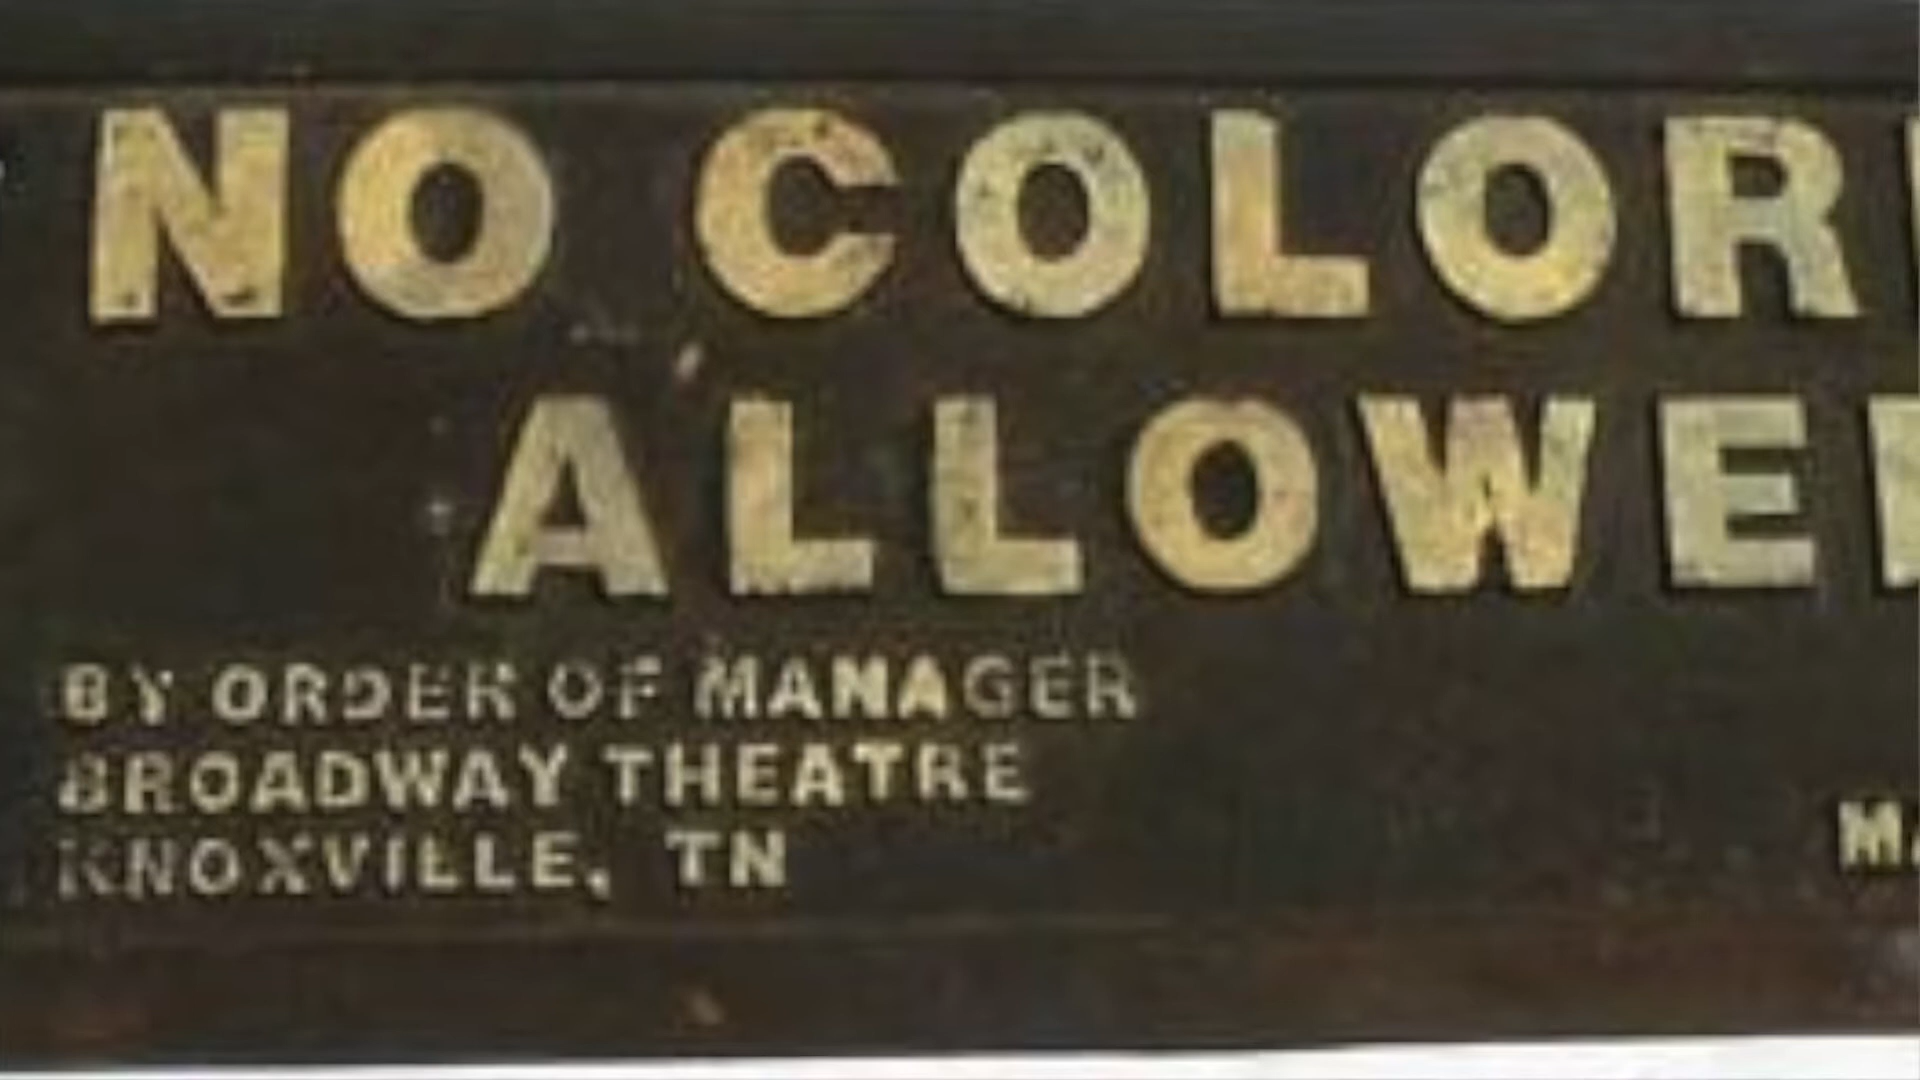 NO COLOR
ALLOWE
BY ORDER OF MANAGER
BROADWAY THEATRE
KNOXVILLE, TN